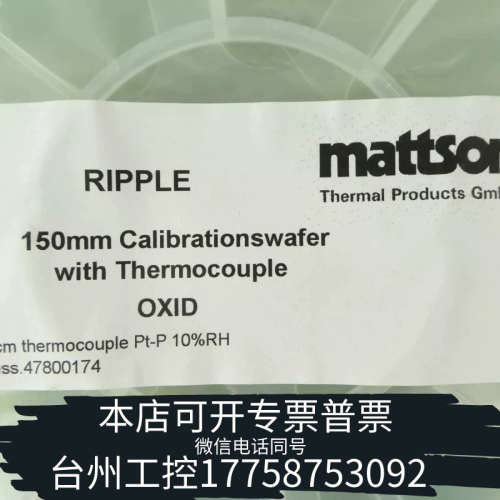 mattson
Thermal Products Gmb
RIPPLE
150mm Calibrationswafer
with Thermocouple
OXID
cm thermocouple Pt-P 10%RH
ss.47800174
本店可开专票普票
微信电话同号
台州工控17758753092